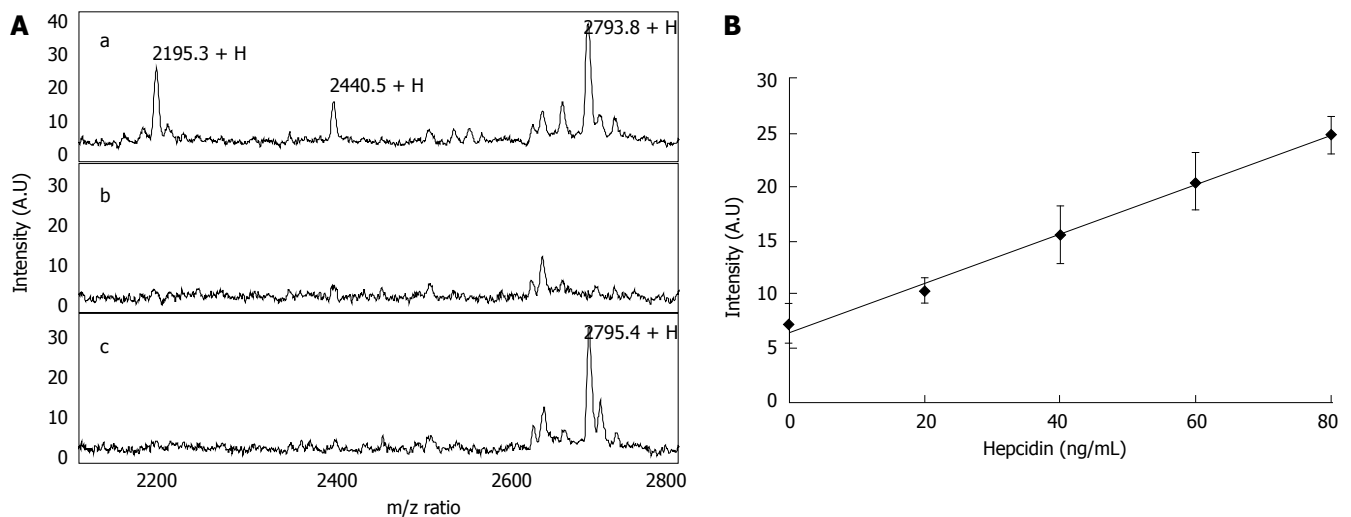 A
a
40
30
20
10
0
2195.3 + H
2440.5 + H
2793.8 + H
b
30
20
10
0
Intensity (A.U)
c
30
20
10
0
2795.4 + H
2200 2400 2600 2800
m/z ratio
B
30
25
20
15
10
5
0
Intensity (A.U)
0 20 40 60 80
Hepcidin (ng/mL)